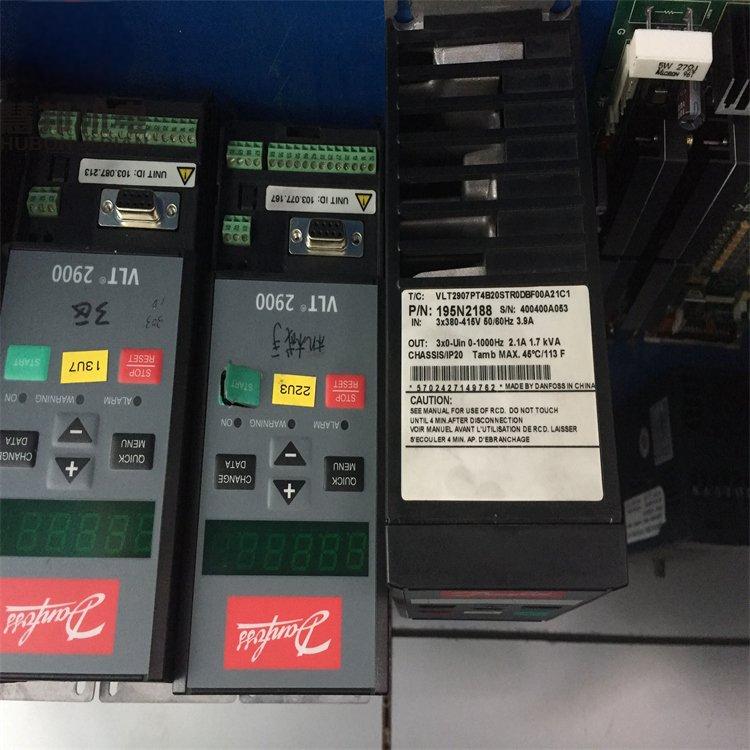 UNIT ID: 103.087.213
VLT® 2900
3区
START
13U7
STOP
RESET
ALARM
WARNING
ON
CHANGE
DATA
QUICK
MENU
Danfoss
UNIT ID: 103.077.167
VLT® 2900
START
22U3
STOP
RESET
ALARM
WARNING
ON
CHANGE
DATA
QUICK
MENU
Danfoss
T/C: VLT2907PT4B20STR0DBF00A21C1
P/N: 195N2188 S/N: 400400A053
IN: 3x380-415V 50/60Hz 3.9A
OUT: 3x0-Uin 0-1000Hz 2.1A 1.7 kVA
CHASSIS/IP20 Tamb MAX. 45°C/113 F
* 5702427149762 * MADE BY DANFOSS IN CHINA
CAUTION:
SEE MANUAL FOR USE OF RCD. DO NOT TOUCH
UNTIL 4 MIN.AFTER DISCONNECTION
VOIR MANUEL AVANT L'UTILISATION DE RCD. LAISSER
S'ECOULER 4 MIN. AP. D'EBRANCHAGE
5W 270J